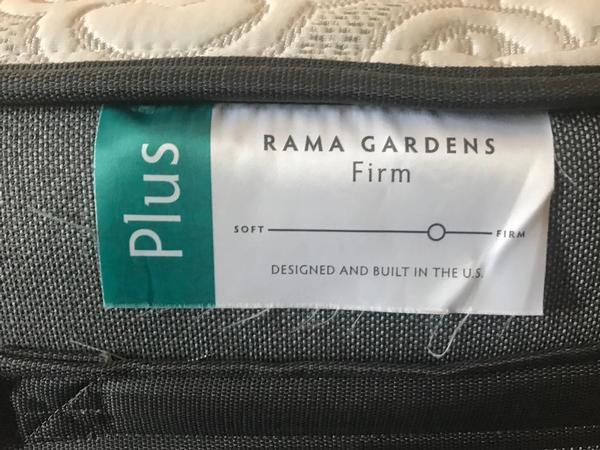 Plus
RAMA GARDENS
Firm
SOFT FIRM
DESIGNED AND BUILT IN THE U.S.